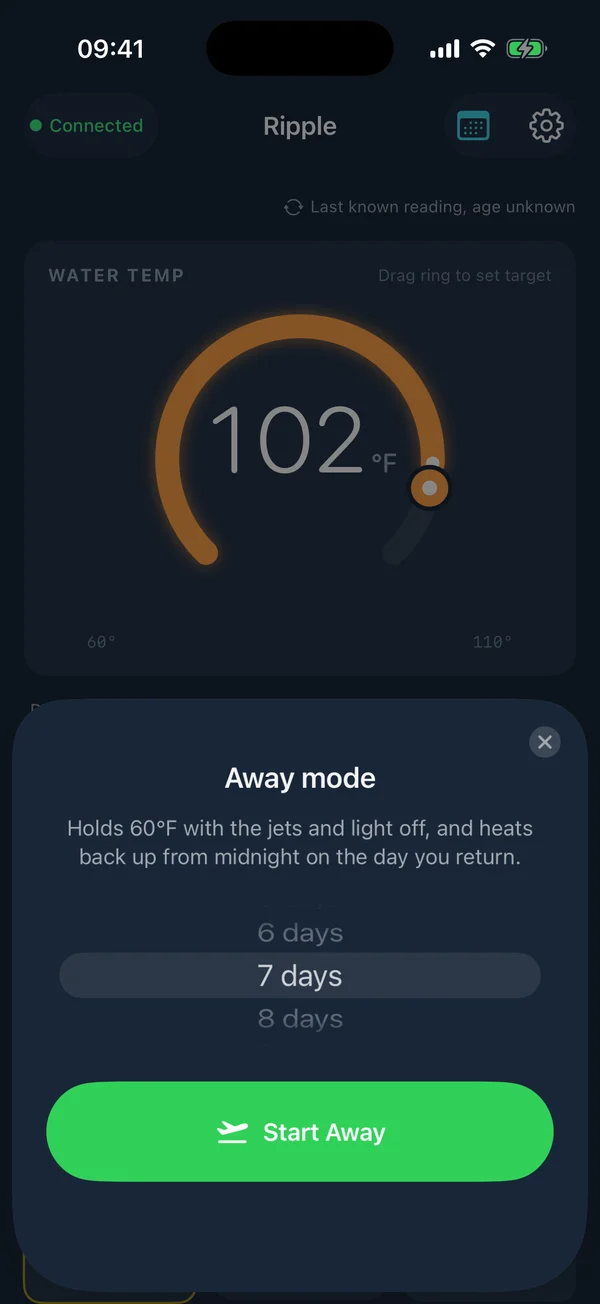 09:41
Connected
Ripple
Last known reading, age unknown
WATER TEMP
Drag ring to set target
102 °F
60°
110°
Away mode
Holds 60°F with the jets and light off, and heats
back up from midnight on the day you return.
6 days
7 days
8 days
Start Away